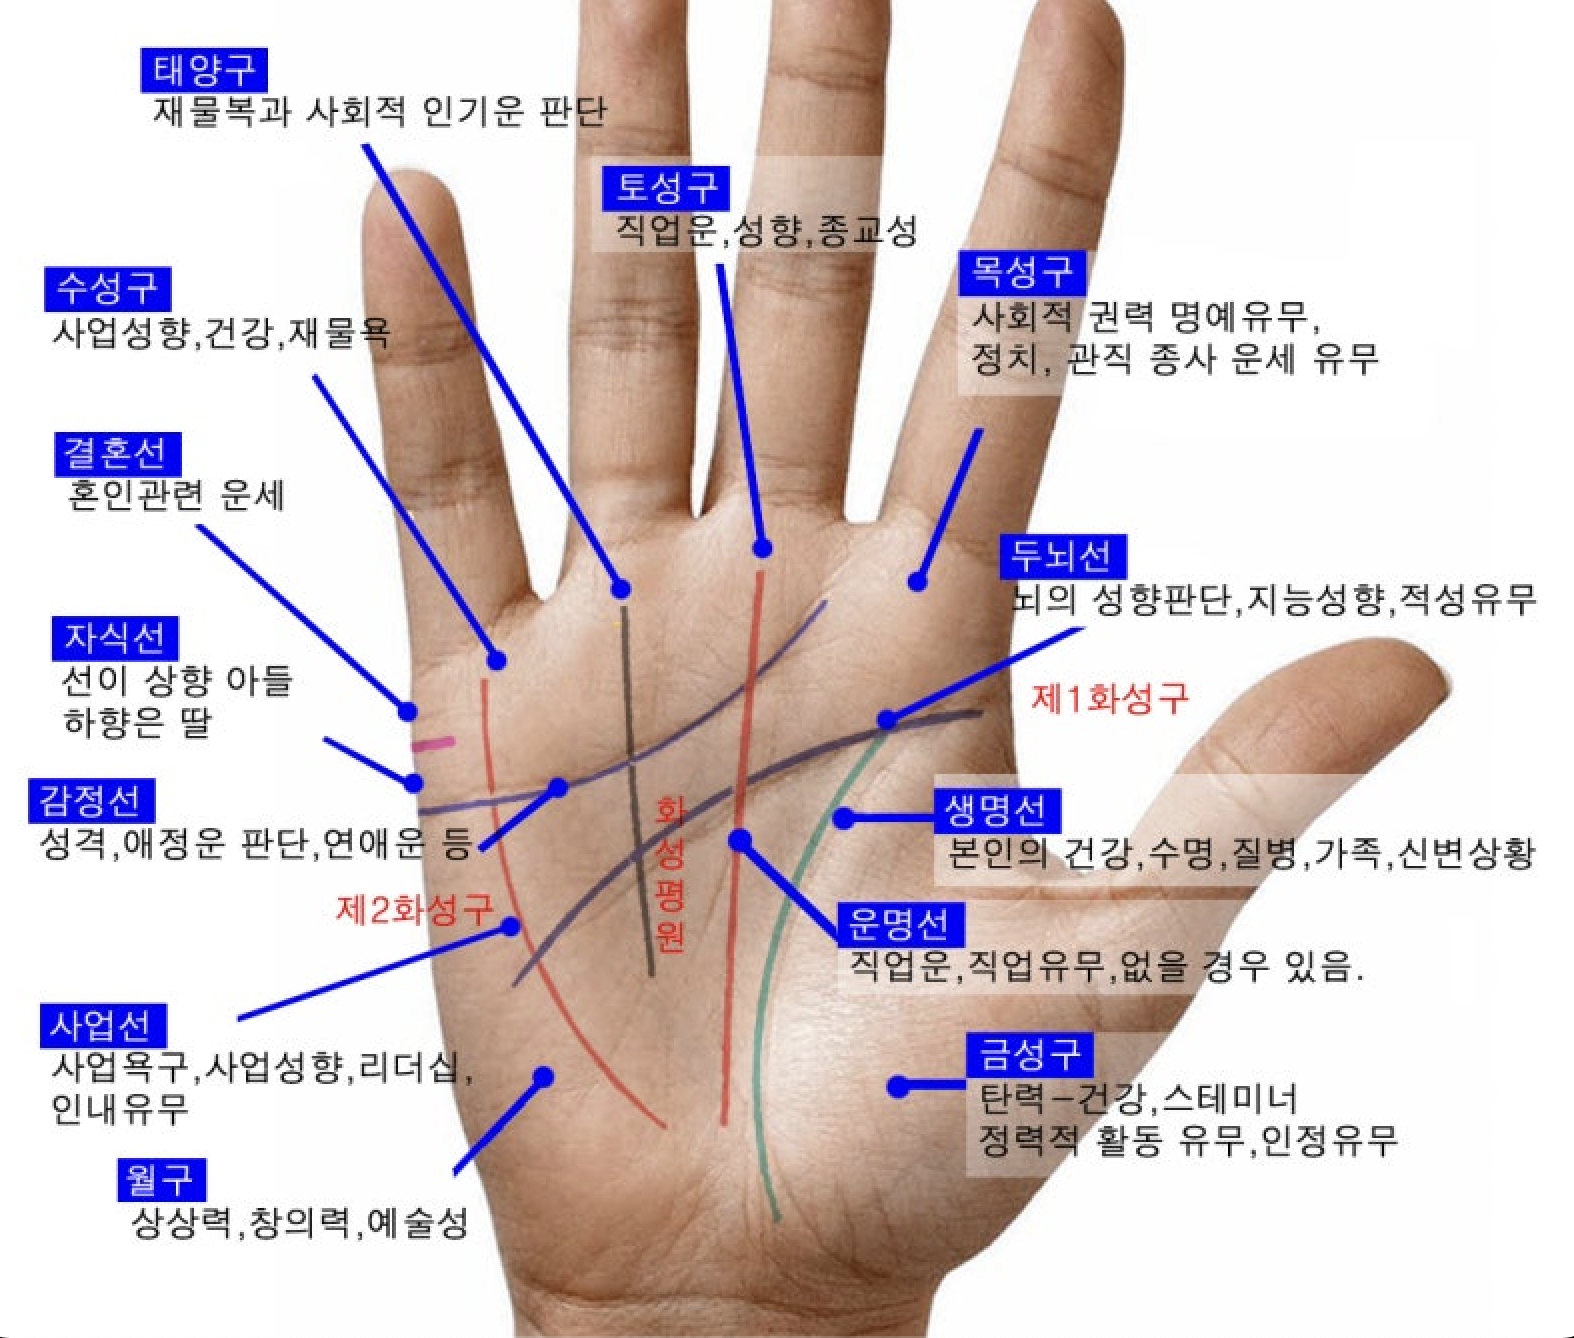 태양구
재물복과 사회적 인기운 판단
토성구
직업운,성향,종교성
목성구
사회적 권력 명예유무,
정치, 관직 종사 운세 유무
수성구
사업성향,건강,재물욕
결혼선
혼인관련 운세
두뇌선
뇌의 성향판단,지능성향,적성유무
자식선
선이 상향 아들
하향은 딸
제1화성구
감정선
성격,애정운 판단,연애운 등
화성평원
생명선
본인의 건강,수명,질병,가족,신변상황
제2화성구
운명선
직업운,직업유무,없을 경우 있음.
사업선
사업욕구,사업성향,리더십,
인내유무
금성구
탄력-건강,스테미너
정력적 활동 유무,인정유무
월구
상상력,창의력,예술성